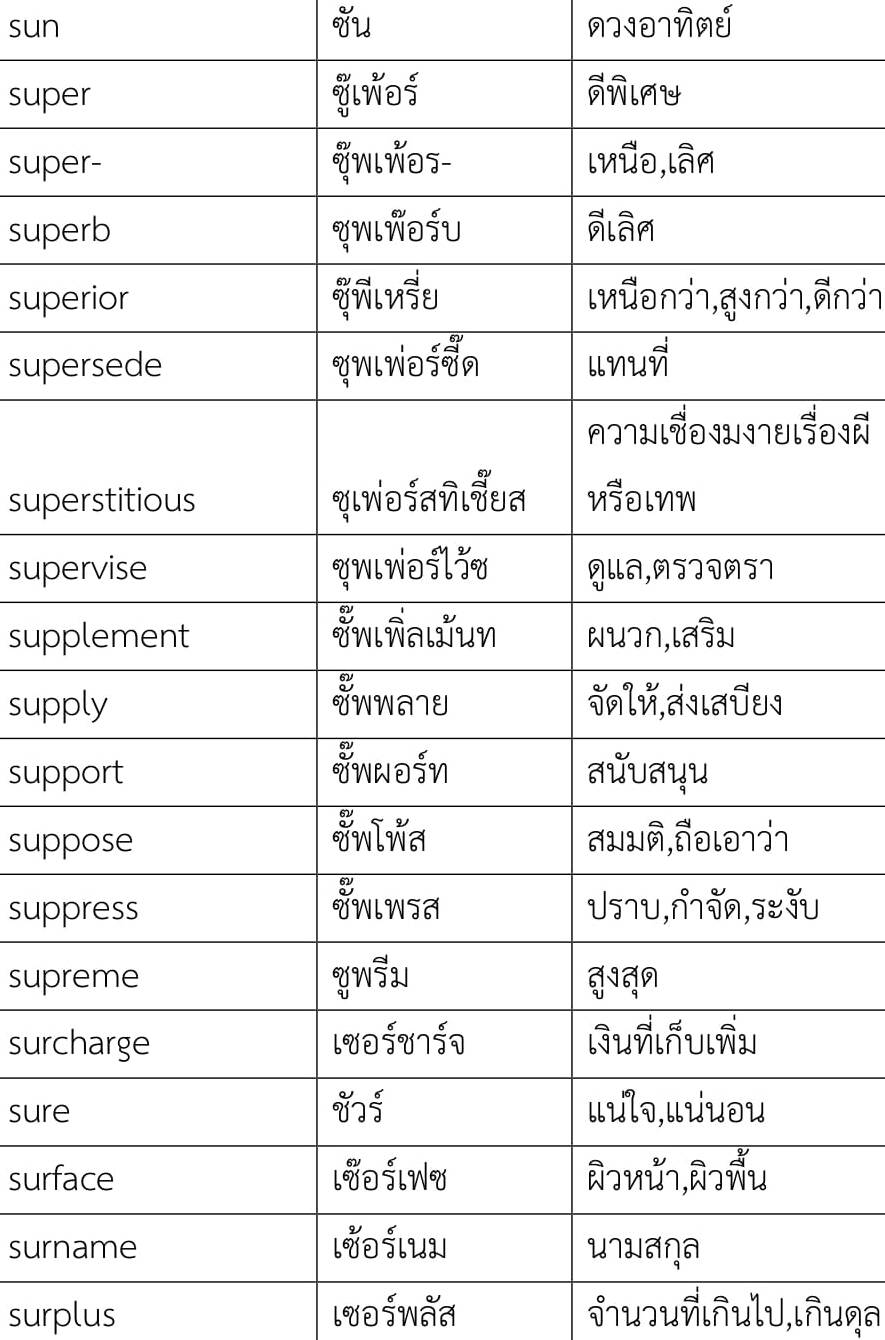 sun ซัน ดวงอาทิตย์
super ซู๊เพ้อร์ ดีพิเศษ
super- ซุ๊พเพ้อร- เหนือ,เลิศ
superb ซุพเพ๊อร์บ ดีเลิศ
superior ซุ๊พีเหรี่ย เหนือกว่า,สูงกว่า,ดีกว่า
supersede ซุพเพ่อร์ซี๊ด แทนที่
ความเชื่องมงายเรื่องผี
superstitious ซุเพ่อร์สทิเชี๊ยส หรือเทพ
supervise ซุพเพ่อร์ไว้ซ ดูแล,ตรวจตรา
supplement ซั๊พเพิ่ลเม้นท ผนวก,เสริม
supply ซั๊พพลาย จัดให้,ส่งเสบียง
support ซั๊พผอร์ท สนับสนุน
suppose ซั๊พโพ้ส สมมติ,ถือเอาว่า
suppress ซั๊พเพรส ปราบ,กำจัด,ระงับ
supreme ซูพรีม สูงสุด
surcharge เซอร์ชาร์จ เงินที่เก็บเพิ่ม
sure ชัวร์ แน่ใจ,แน่นอน
surface เซ๊อร์เฟซ ผิวหน้า,ผิวพื้น
surname เซ้อร์เนม นามสกุล
surplus เซอร์พลัส จำนวนที่เกินไป,เกินดุล